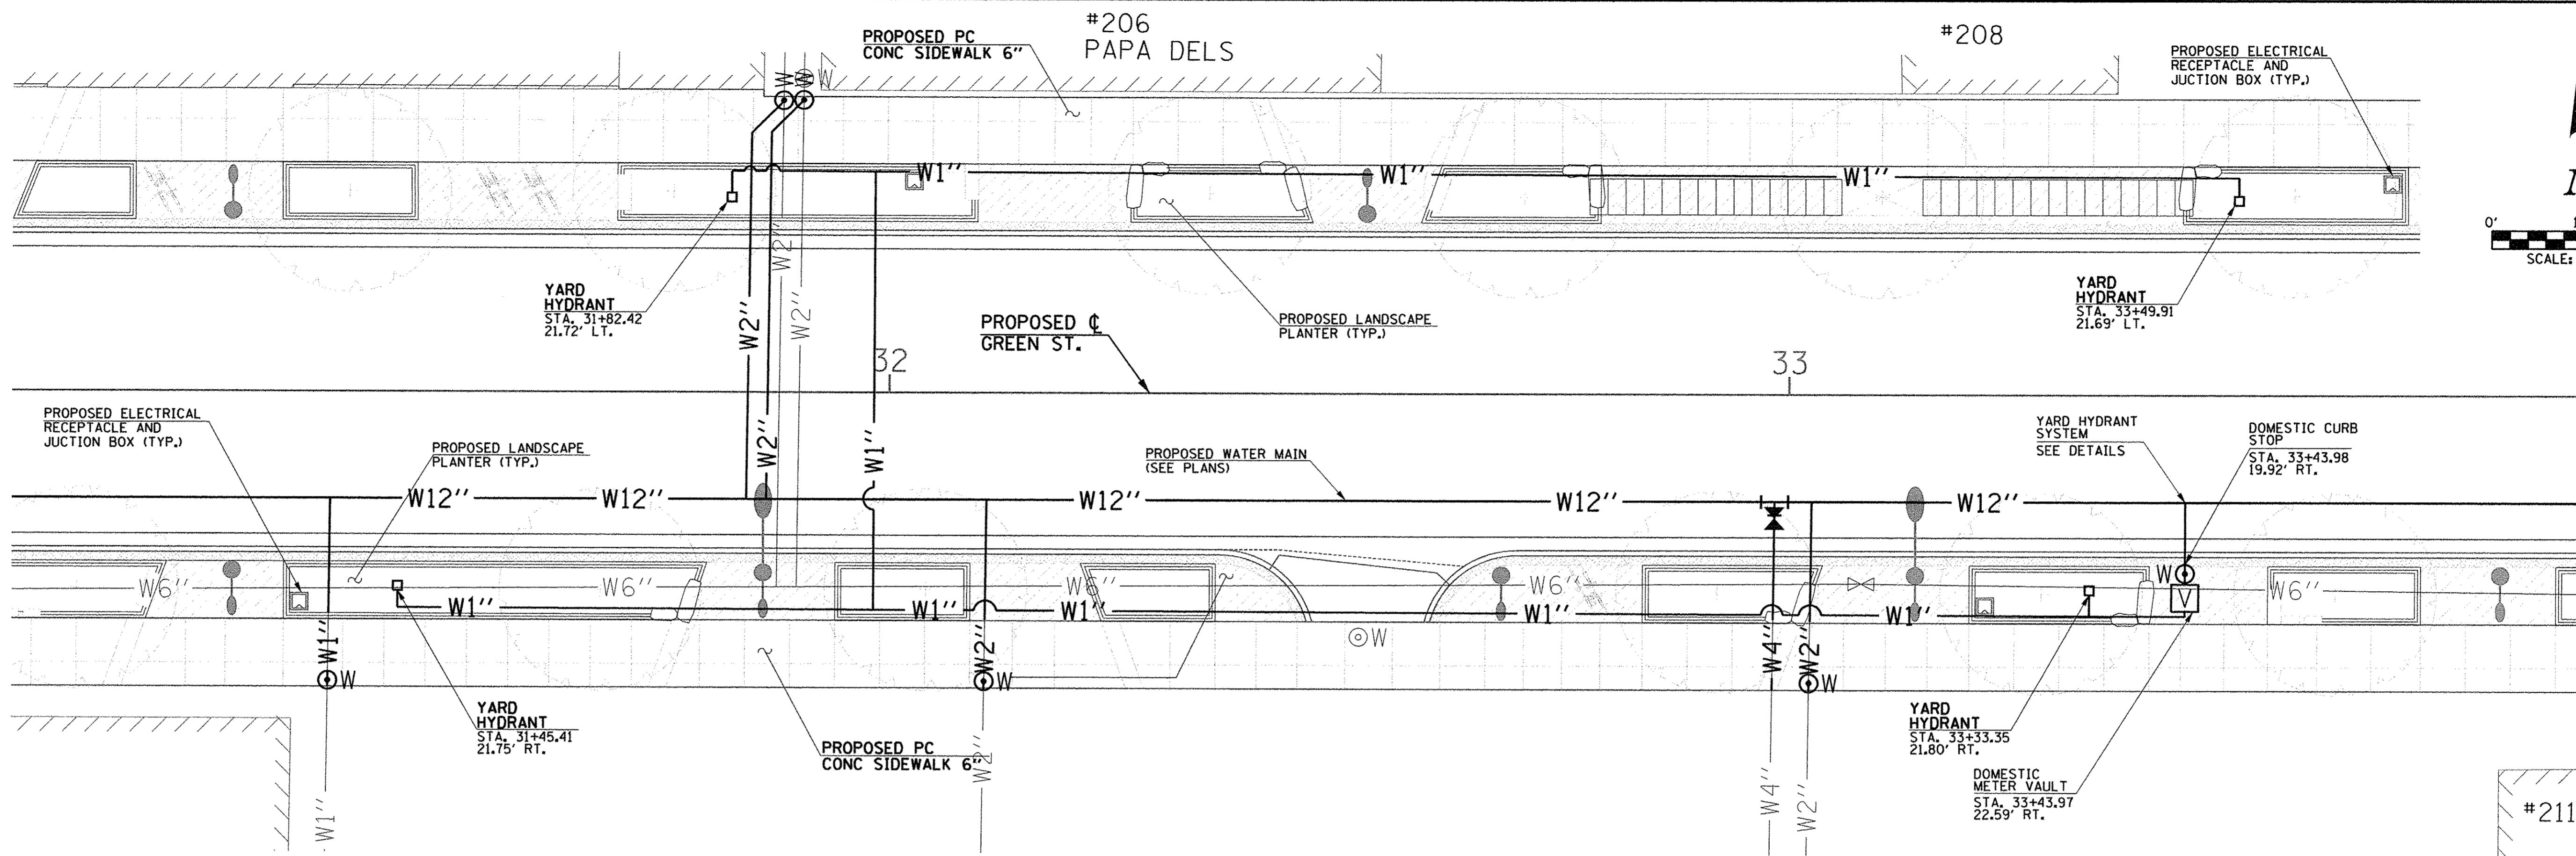 #206
PAPA DELS
#208
PROPOSED PC
CONC SIDEWALK 6"
PROPOSED ELECTRICAL
RECEPTACLE AND
JUCTION BOX (TYP.)
W
W
W
W1"
W1"
W1"
0'
SCALE:
YARD
HYDRANT
STA. 31+82.42
21.72' LT.
W2"
W2"
W2"
W2"
W1"
PROPOSED ℄
GREEN ST.
PROPOSED LANDSCAPE
PLANTER (TYP.)
YARD
HYDRANT
STA. 33+49.91
21.69' LT.
32
33
PROPOSED ELECTRICAL
RECEPTACLE AND
JUCTION BOX (TYP.)
PROPOSED LANDSCAPE
PLANTER (TYP.)
PROPOSED WATER MAIN
(SEE PLANS)
YARD HYDRANT
SYSTEM
SEE DETAILS
DOMESTIC CURB
STOP
STA. 33+43.98
19.92' RT.
W12"
W12"
W12"
W12"
W12"
W6"
W6"
W6"
W6"
W6"
W
V
W1"
W1"
W1"
W1"
W1"
W1"
W2"
W4"
W2"
W
W
W
W
YARD
HYDRANT
STA. 31+45.41
21.75' RT.
PROPOSED PC
CONC SIDEWALK 6"
YARD
HYDRANT
STA. 33+33.35
21.80' RT.
DOMESTIC
METER VAULT
STA. 33+43.97
22.59' RT.
W1"
W2"
W4"
W2"
#211